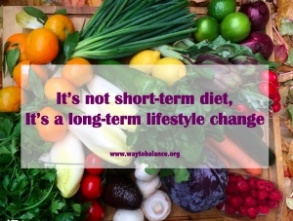 It's not short-term diet,
It's a long-term lifestyle change
www.waytobalance.org